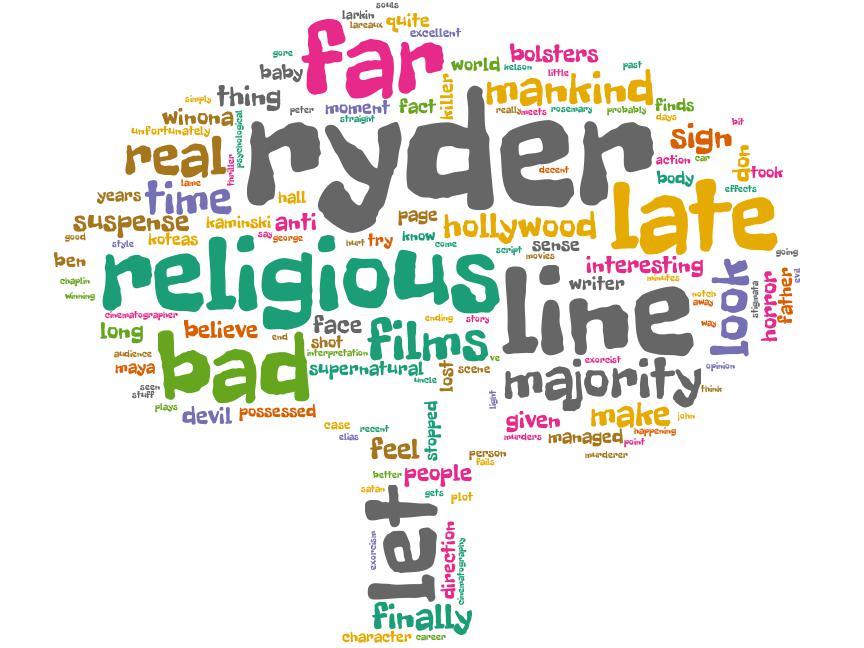 souls
larkin
lareaux
quite
excellent
gore
far
baby
world
kelson
bolsters
little
past
simply
thing
killer
mankind
peter
moment
fact
straight
really
meets
rosemary
probably
finds
days
winona
unfortunately
psychological
ryder
bit
sign
don
real
thriller
decent
action
car
took
lame
body
effects
years
time
hall
late
suspense
kaminski
anti
page
hollywood
good
style
koteas
say
george
hurt
try
know
come
script
sense
movies
interesting
going
ben
religious
line
writer
minutes
look
stigmata
horror
father
evil
chaplin
winning
notch
away
cinematographer
long
believe
face
ending
story
way
end
shot
films
audience
bad
interpretation
ve
exorcist
maya
supernatural
lost
scene
opinion
seen
stuff
uncle
majority
think
light
plays
devil
possessed
given
make
john
case
recent
stopped
murders
managed
happening
point
elias
feel
person
fails
murderer
better
people
satan
gets
plot
let
exorcism
direction
cinematography
finally
character
career